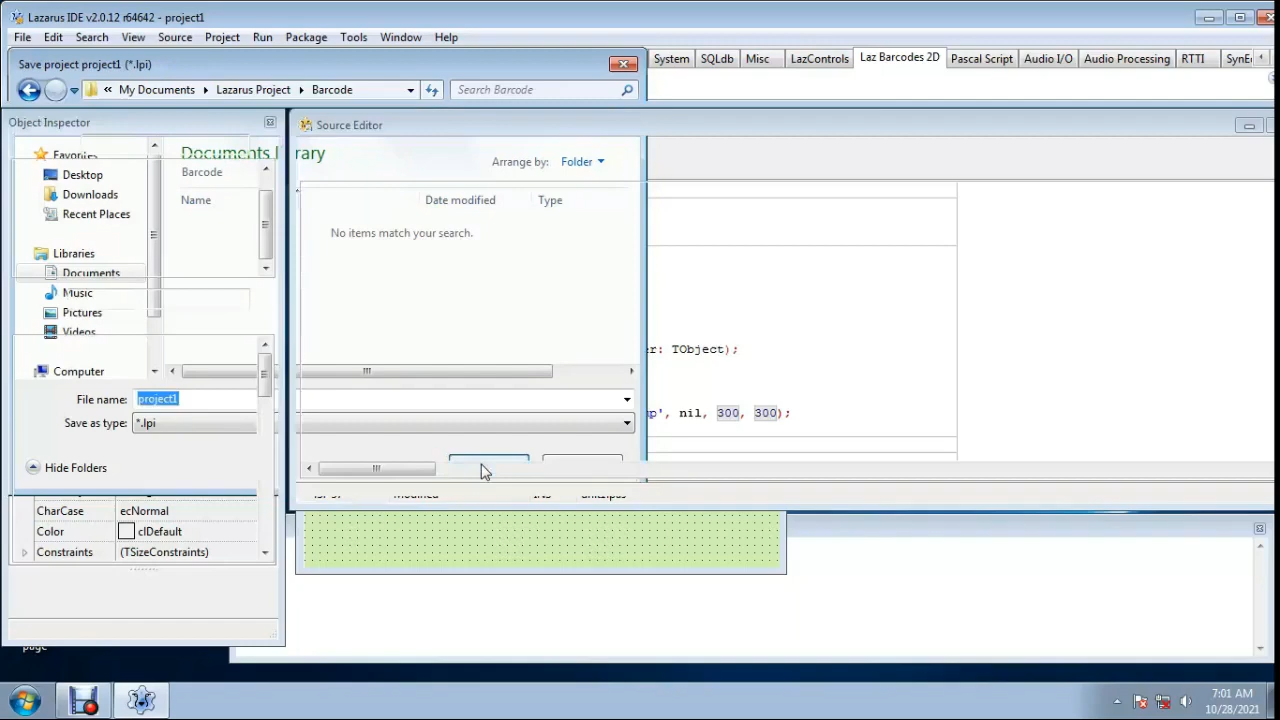 Lazarus IDE v2.0.12 r64642 - project1
File Edit Search View Source Project Run Package Tools Window Help
Save project project1 (*.lpi)
System SQLdb Misc LazControls Laz Barcodes 2D Pascal Script Audio I/O Audio Processing RTTI
« My Documents Lazarus Project Barcode
Search Barcode
Object Inspector
Source Editor
Documents
Arrange by: Folder
Barcode
Name Date modified Type
No items match your search.
Desktop
Downloads
Recent Places
Libraries
Documents
Music
Pictures
Videos
Computer
TObject);
nil, 300, 300);
File name: project1
Save as type: *.lpi
Hide Folders
CharCase ecNormal
Color clDefault
Constraints (TSizeConstraints)
page
7:01 AM
10/28/2021